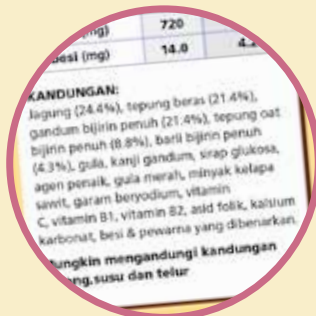 (mg) 720
besi (mg) 14.0 4.2
KANDUNGAN:
Jagung (24.4%), tepung beras (21.4%),
gandum bijirin penuh (21.4%), tepung oat
bijirin penuh (8.8%), barli bijirin penuh
(4.3%), gula, kanji gandum, sirap glukosa,
agen penaik, gula merah, minyak kelapa
sawit, garam beryodium, vitamin
C, vitamin B1, vitamin B2, asid folik, kalsium
karbonat, besi & pewarna yang dibenarkan.
mengandungi kandungan
susu dan telur